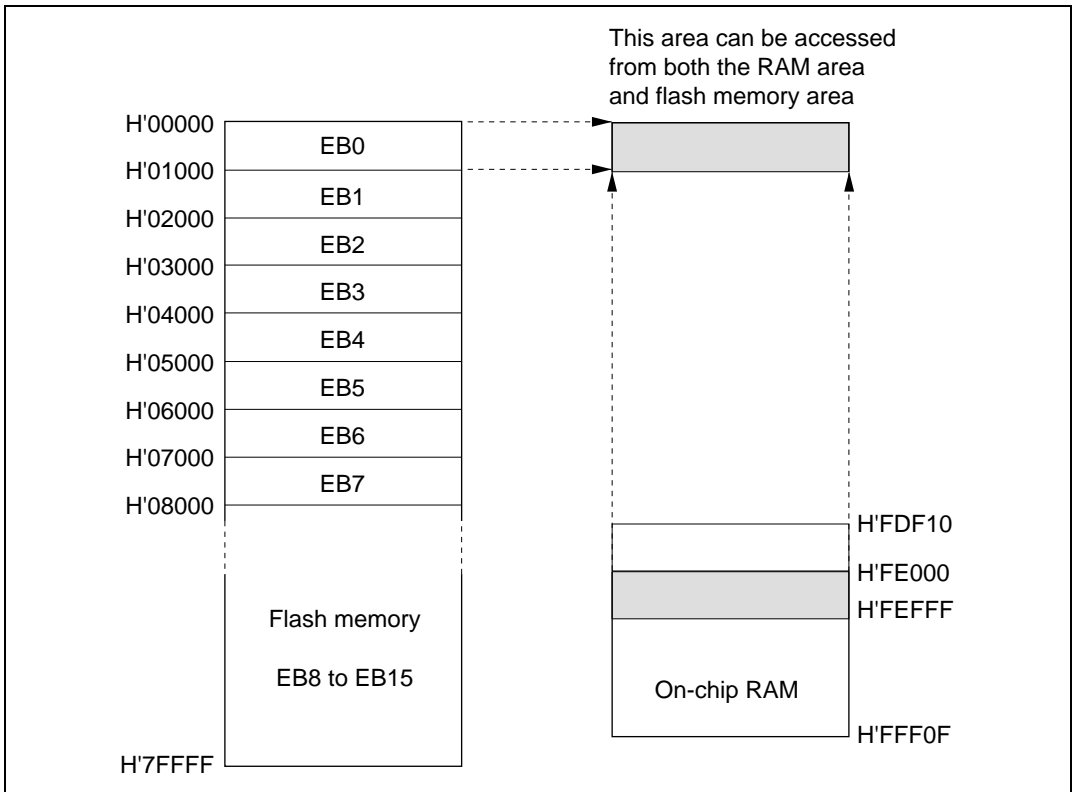 This area can be accessed
from both the RAM area
and flash memory area
H'00000
EB0
H'01000
EB1
H'02000
EB2
H'03000
EB3
H'04000
EB4
H'05000
EB5
H'06000
EB6
H'07000
EB7
H'08000
H'FDF10
H'FE000
H'FEFFF
Flash memory
EB8 to EB15
On-chip RAM
H'FFF0F
H'7FFFF